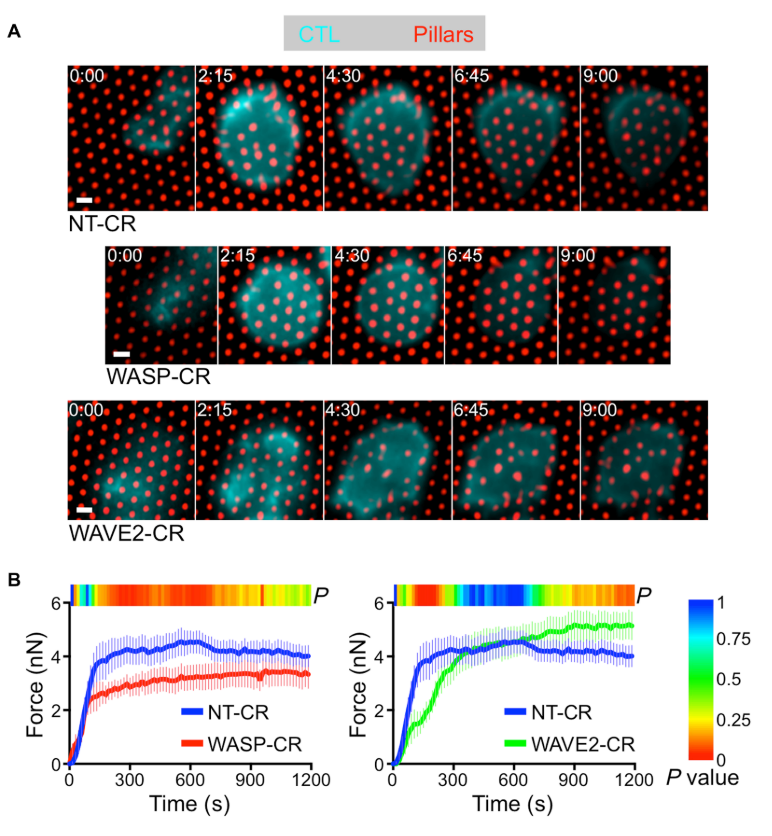 A
CTL Pillars
0:00 2:15 4:30 6:45 9:00
NT-CR
0:00 2:15 4:30 6:45 9:00
WASP-CR
0:00 2:15 4:30 6:45 9:00
WAVE2-CR
B
P
6
4
2
0
Force (nN)
NT-CR
WASP-CR
0 300 600 900 1200
Time (s)
P
6
4
2
0
Force (nN)
NT-CR
WAVE2-CR
0 300 600 900 1200
Time (s)
1
0.75
0.5
0.25
0
P value